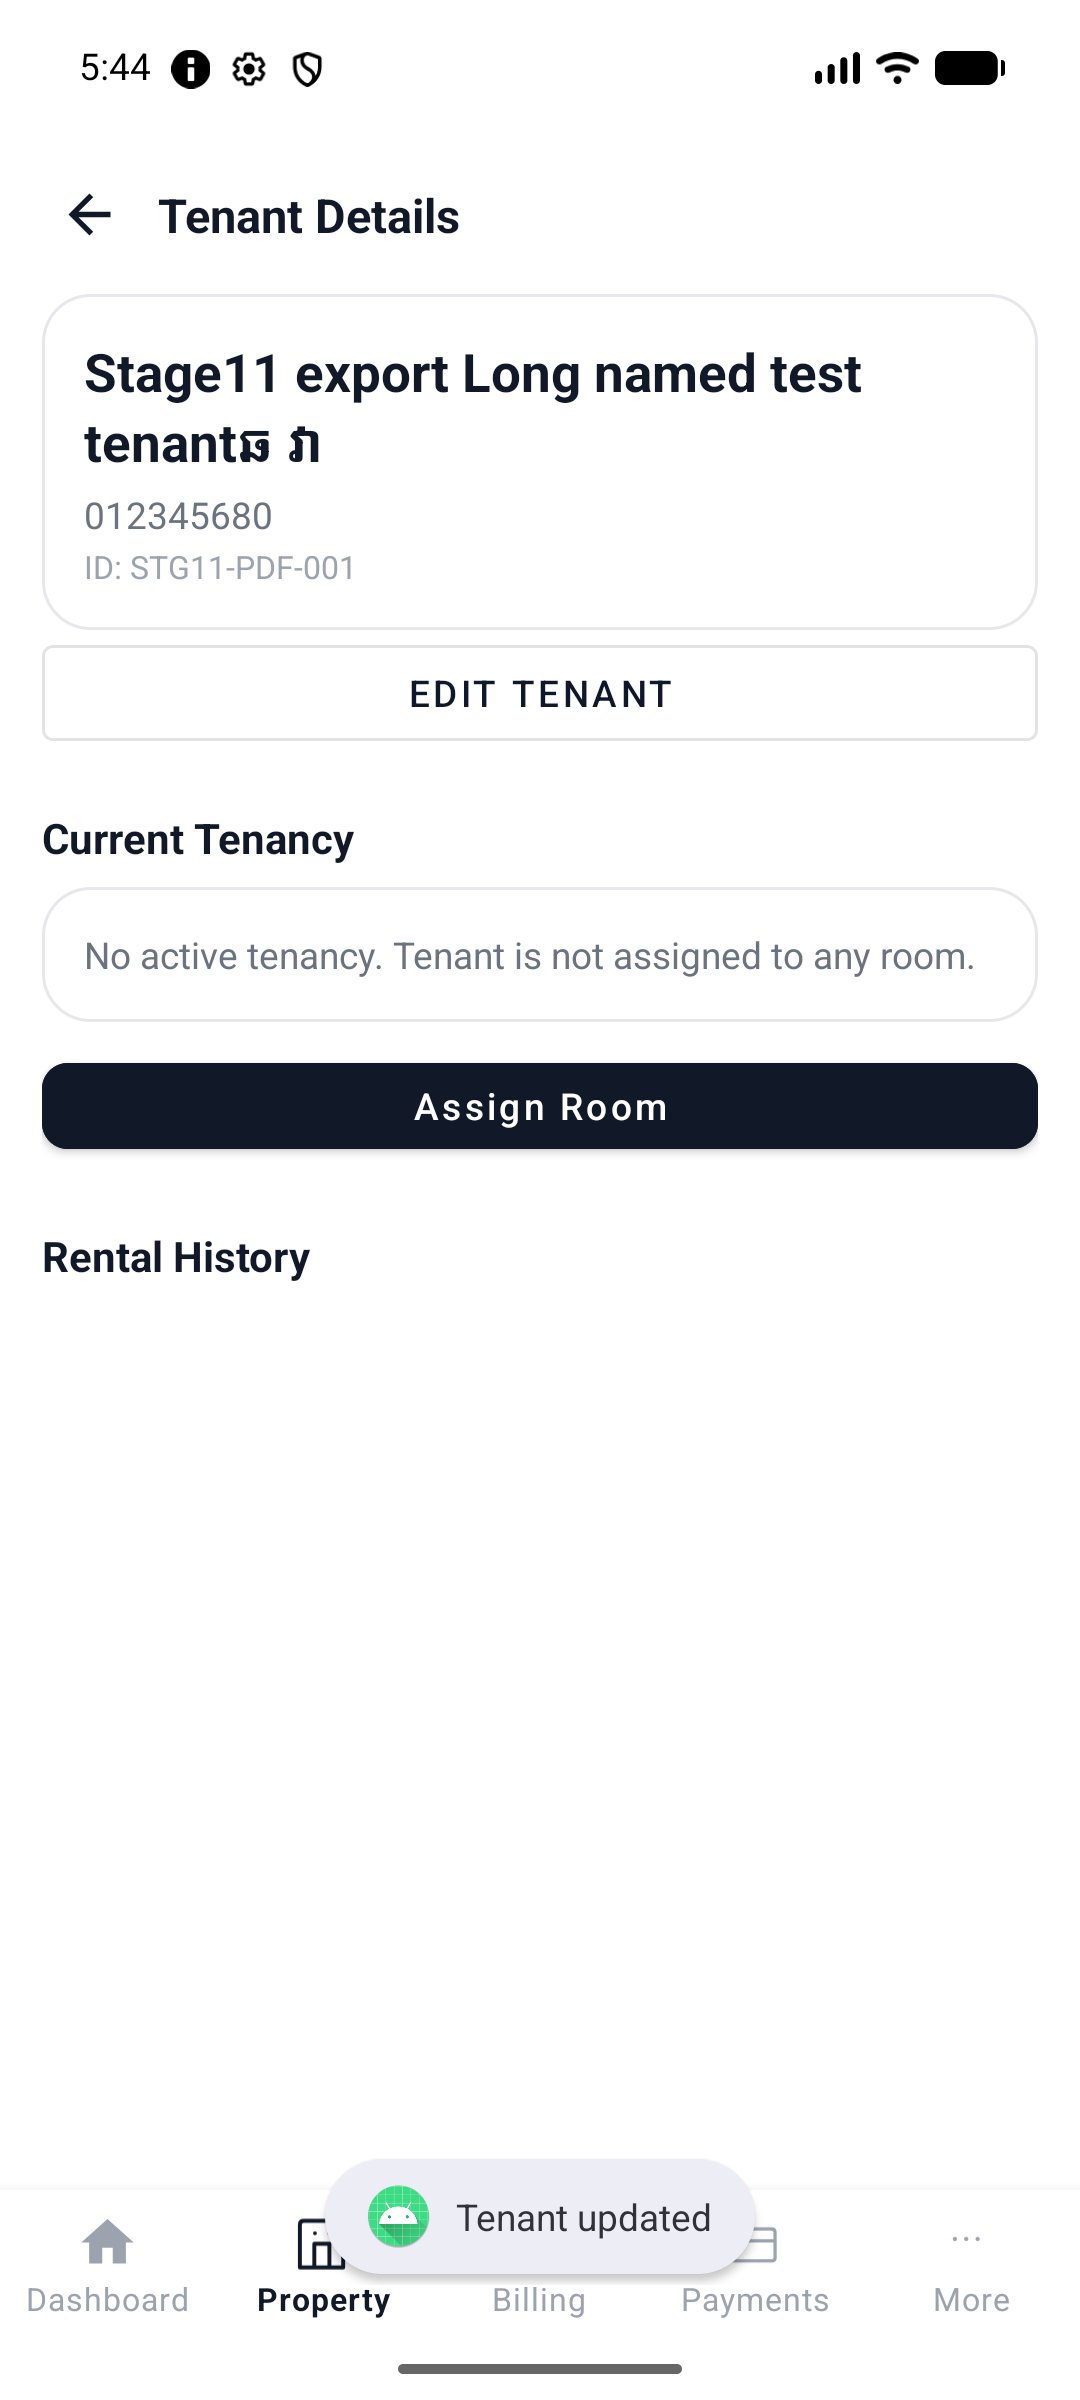 5:44
Tenant Details
Stage11 export Long named test
tenantឆ វា
012345680
ID: STG11-PDF-001
EDIT TENANT
Current Tenancy
No active tenancy. Tenant is not assigned to any room.
Assign Room
Rental History
Tenant updated
Dashboard
Property
Billing
Payments
More